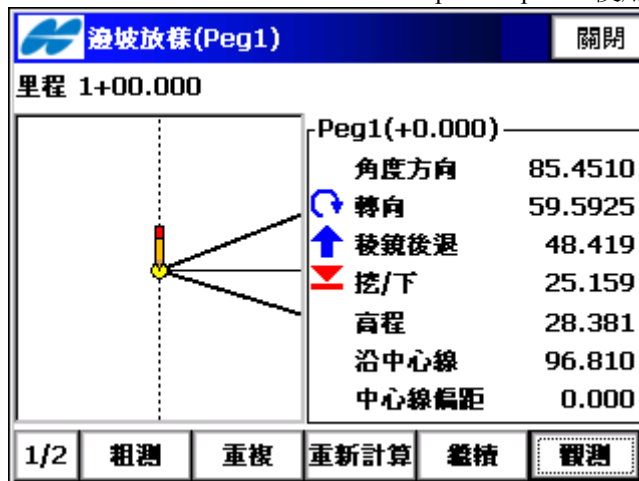 邊坡放樣(Peg1)
關閉
里程 1+00.000
Peg1(+0.000)
角度方向 85.4510
轉向 59.5925
稜鏡後退 48.419
挖/下 25.159
高程 28.381
沿中心線 96.810
中心線偏距 0.000
1/2 粗測 重複 重新計算 繼續 觀測